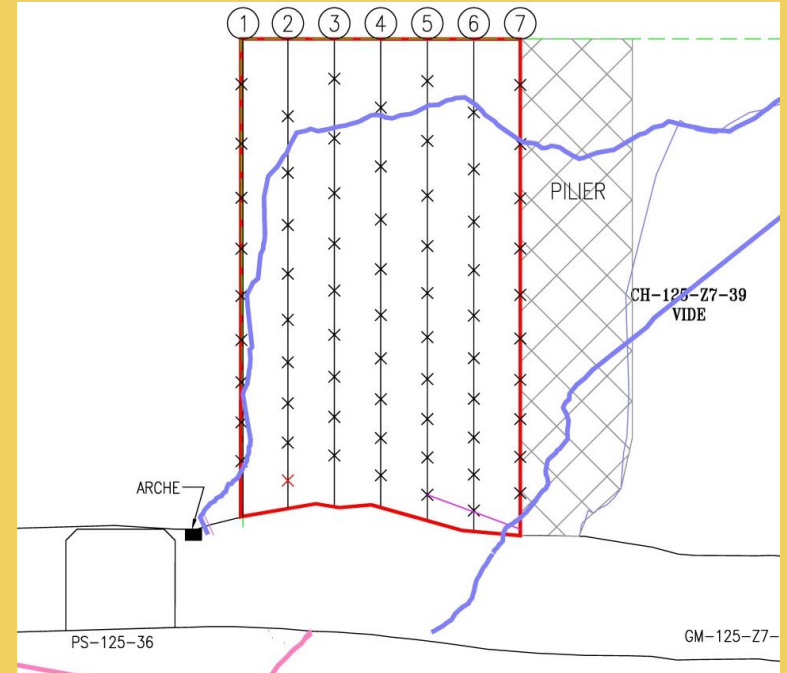 1 2 3 4 5 6 7
PILIER
CH-125-Z7-39
VIDE
ARCHE
PS-125-36
GM-125-Z7-